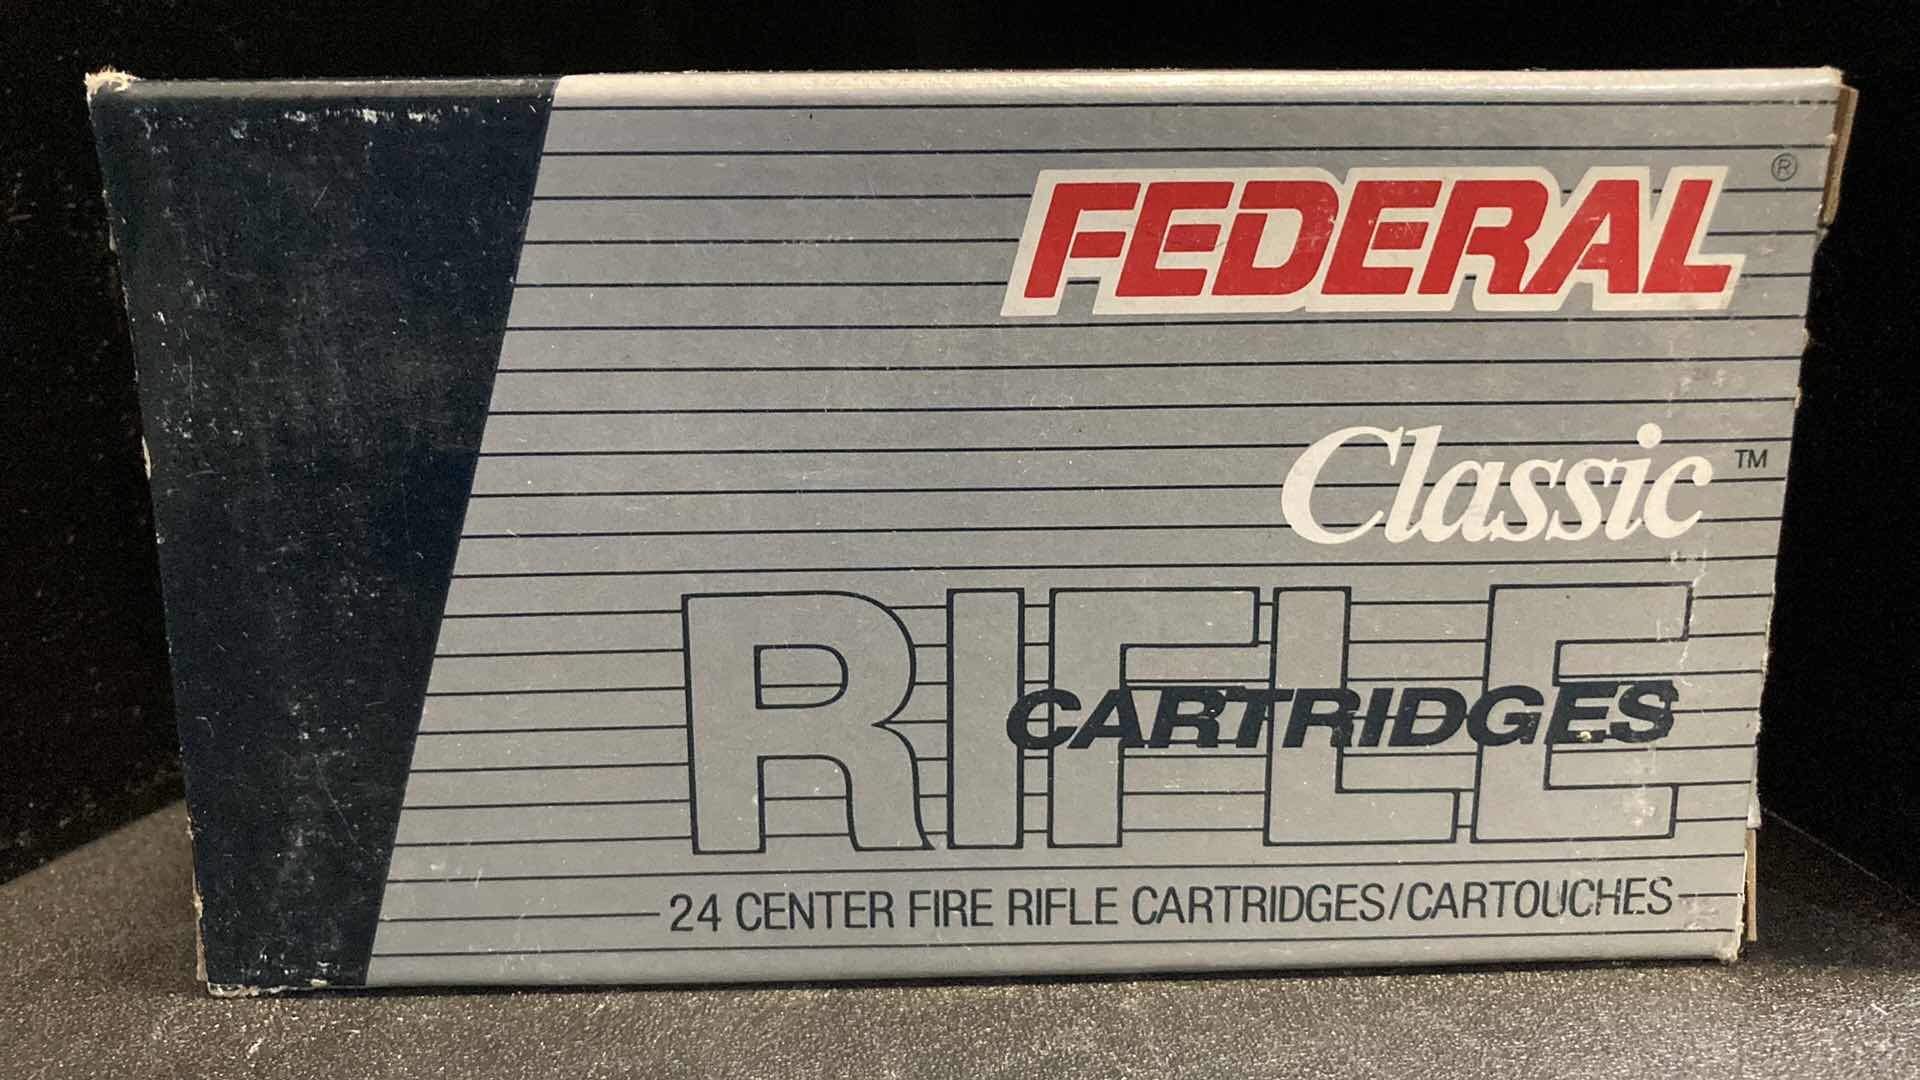 FEDERAL®
Classic™
RIFLE
CARTRIDGES
24 CENTER FIRE RIFLE CARTRIDGES/CARTOUCHES